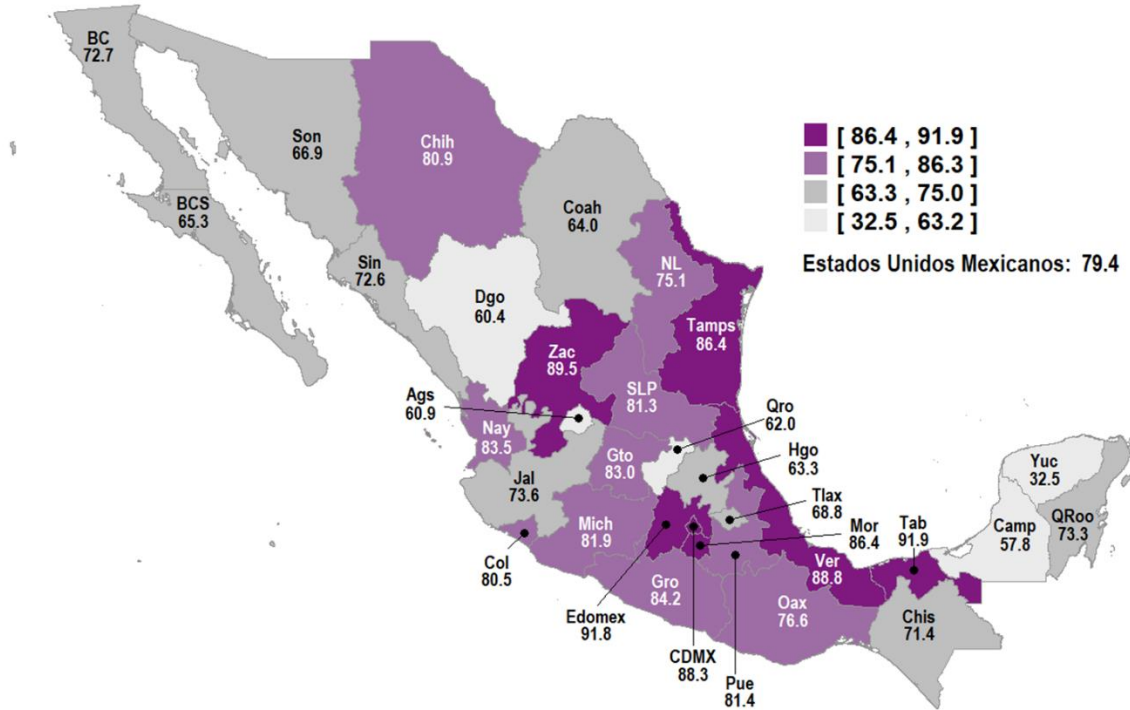 BC
72.7
Son
66.9
Chih
80.9
BCS
65.3
Coah
64.0
Sin
72.6
NL
75.1
Dgo
60.4
Tamps
86.4
Zac
89.5
SLP
81.3
Ags
60.9
Nay
83.5
Gto
83.0
Qro
62.0
Hgo
63.3
Jal
73.6
Tlax
68.8
Mich
81.9
Mor
86.4
Col
80.5
Gro
84.2
Edomex
91.8
CDMX
88.3
Pue
81.4
Oax
76.6
Ver
88.8
Tab
91.9
Chis
71.4
Camp
57.8
Yuc
32.5
QRoo
73.3
[ 86.4 , 91.9 ]
[ 75.1 , 86.3 ]
[ 63.3 , 75.0 ]
[ 32.5 , 63.2 ]
Estados Unidos Mexicanos: 79.4